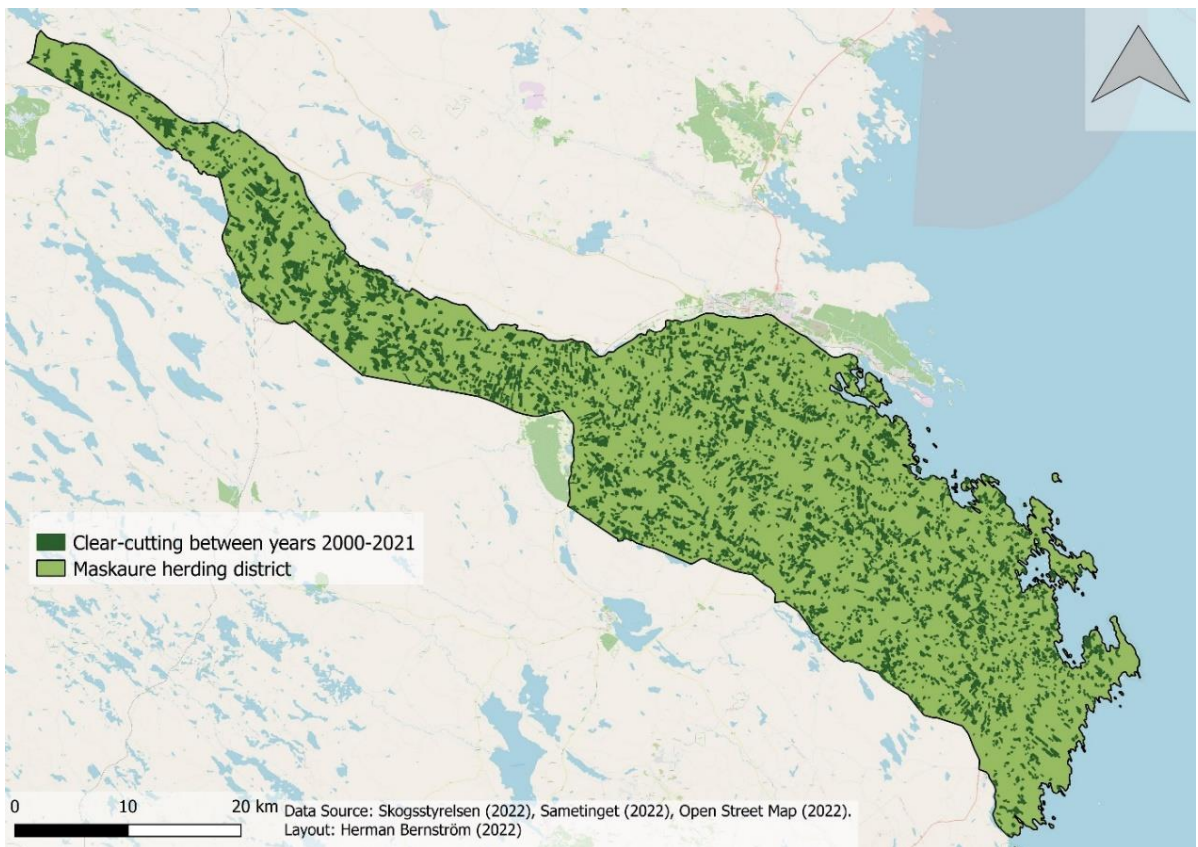 Clear-cutting between years 2000-2021
Maskaure herding district
0 10 20 km
Data Source: Skogsstyrelsen (2022), Sametinget (2022), Open Street Map (2022).
Layout: Herman Bernström (2022)